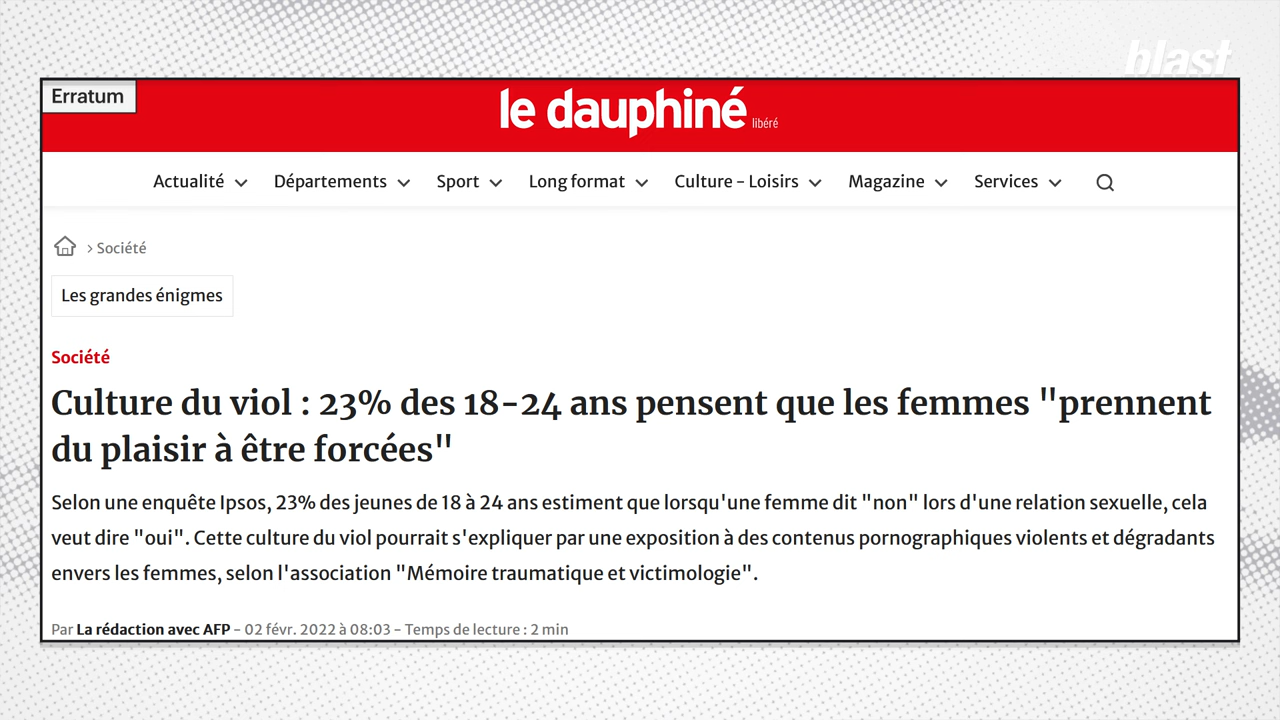 blast
Erratum
le dauphiné libéré
Actualité Départements Sport Long format Culture - Loisirs Magazine Services
> Société
Les grandes énigmes
Société
Culture du viol : 23% des 18-24 ans pensent que les femmes "prennent
du plaisir à être forcées"
Selon une enquête Ipsos, 23% des jeunes de 18 à 24 ans estiment que lorsqu'une femme dit "non" lors d'une relation sexuelle, cela
veut dire "oui". Cette culture du viol pourrait s'expliquer par une exposition à des contenus pornographiques violents et dégradants
envers les femmes, selon l'association "Mémoire traumatique et victimologie".
Par La rédaction avec AFP - 02 févr. 2022 à 08:03 - Temps de lecture : 2 min